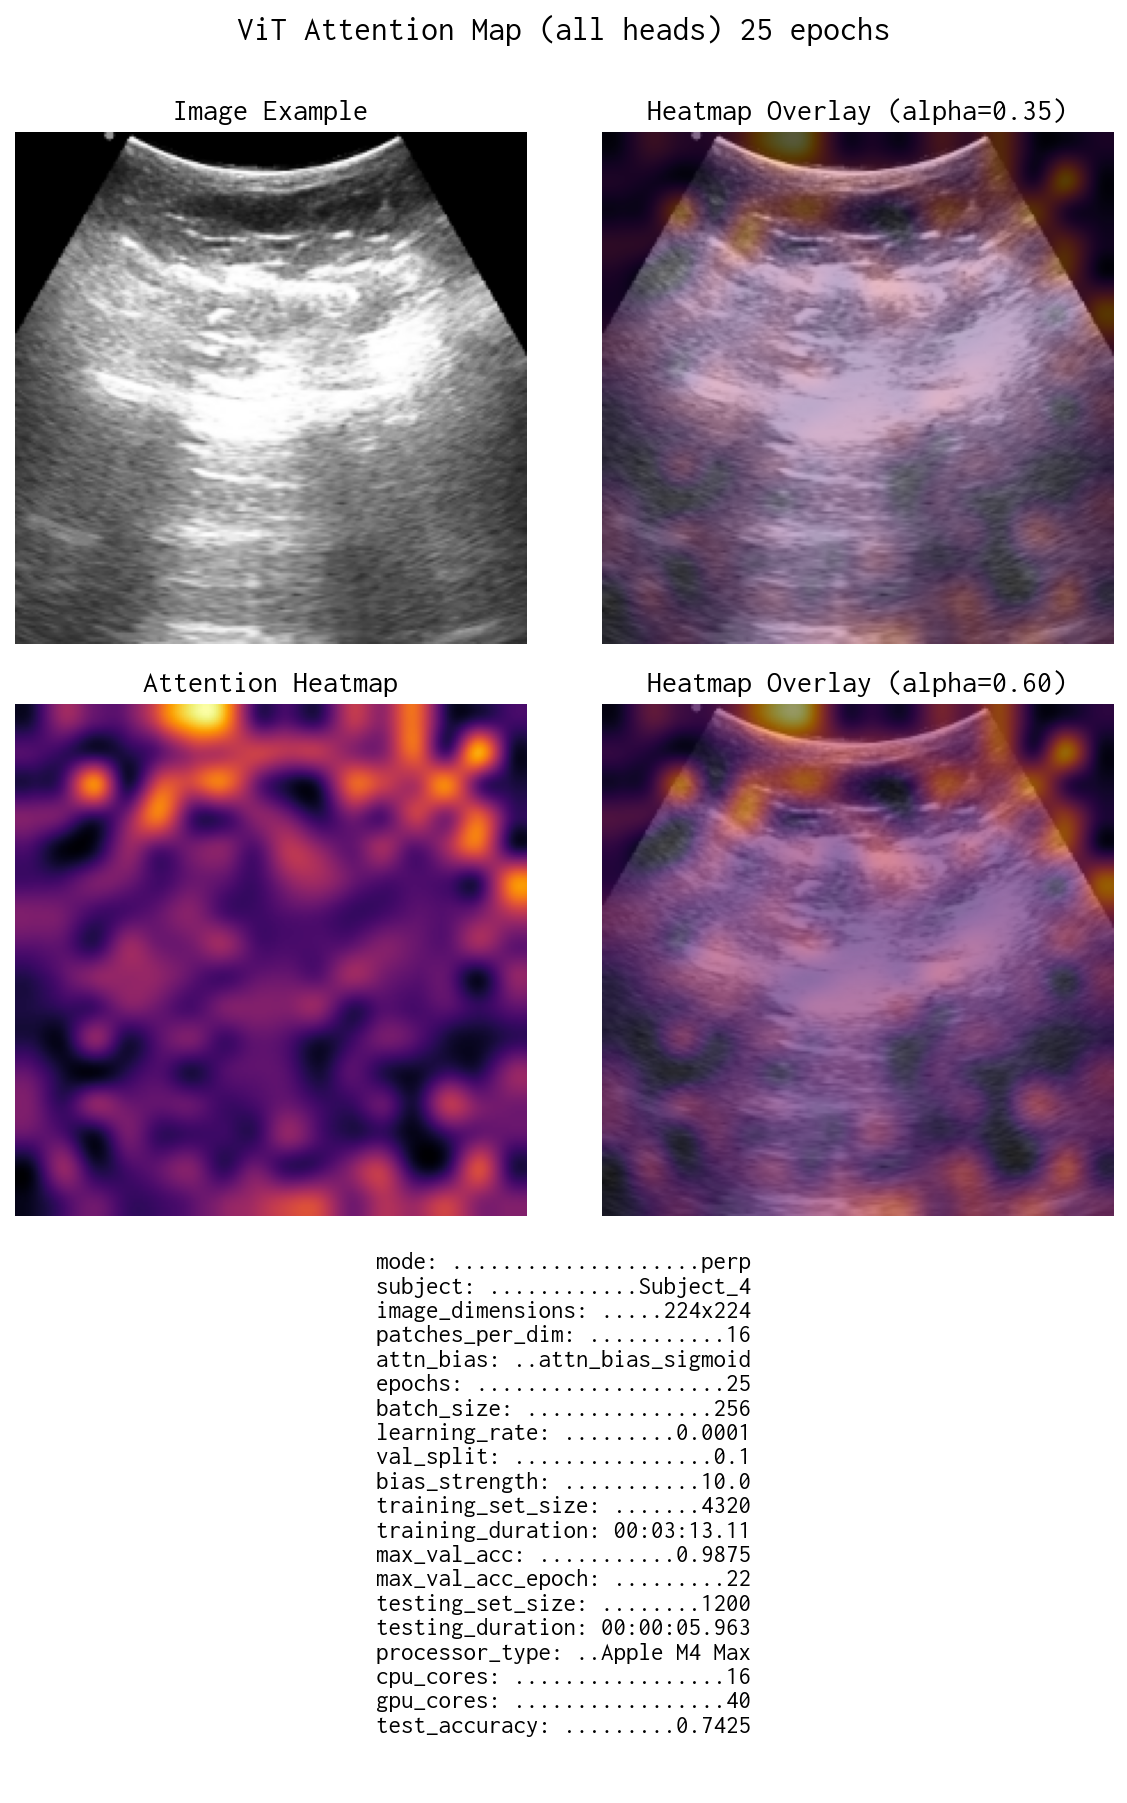 ViT Attention Map (all heads) 25 epochs
Image Example
Heatmap Overlay (alpha=0.35)
Attention Heatmap
Heatmap Overlay (alpha=0.60)
mode: ....................perp
subject: ............Subject_4
image_dimensions: .....224x224
patches_per_dim: ...........16
attn_bias: ..attn_bias_sigmoid
epochs: ....................25
batch_size: ...............256
learning_rate: .........0.0001
val_split: ................0.1
bias_strength: ...........10.0
training_set_size: .......4320
training_duration: 00:03:13.11
max_val_acc: ...........0.9875
max_val_acc_epoch: .........22
testing_set_size: ........1200
testing_duration: 00:00:05.963
processor_type: ..Apple M4 Max
cpu_cores: .................16
gpu_cores: .................40
test_accuracy: .........0.7425